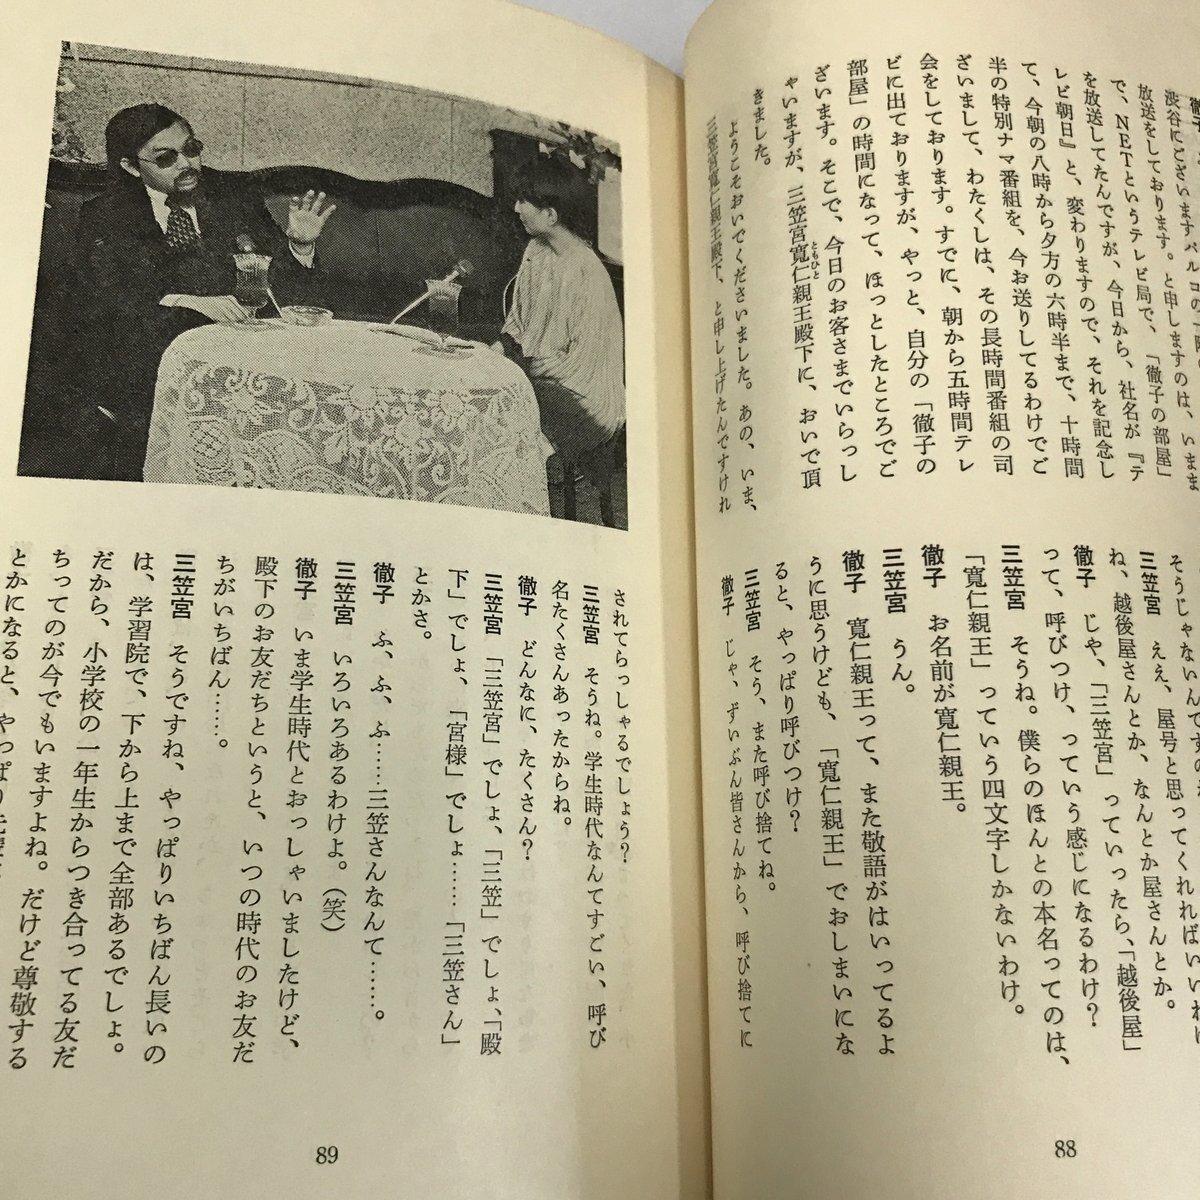 徹子
渋谷にございますパルコの
放送をしております。と申しますのは、いまま
で、NETというテレビ局で、「徹子の部屋」
を放送してたんですが、今日から、社名が『テ
レビ朝日』と、変わりますので、それを記念し
て、今朝の八時から夕方の六時半まで、十時間
半の特別ナマ番組を、今お送りしてるわけでご
ざいまして、わたくしは、その長時間番組の司
会をしております。すでに、朝から五時間テレ
ビに出ておりますが、やっと、自分の「徹子の
部屋」の時間になって、ほっとしたところでご
ざいます。そこで、今日のお客さまでいらっし
ゃいますが、三笠宮寬仁親王殿下に、おいで頂
ともひと
きました。
ようこそおいでくださいました。あの、いま、
三笠宮寬仁親王殿下、と申し上げたんですけれ
そうじゃないんですのね
三笠宮 ええ、屋号と思ってくれればいいわけ
ね、越後屋さんとか、なんとか屋さんとか。
徹子 じゃ、「三笠宮」っていったら、「越後屋」
って、呼びつけ、っていう感じになるわけ?
三笠宮 そうね。僕らのほんとの本名ってのは、
「寬仁親王」っていう四文字しかないわけ。
徹子 お名前が寬仁親王。
三笠宮 うん。
徹子 寬仁親王って、また敬語がはいってるよ
うに思うけども、「寬仁親王」でおしまいにな
ると、やっぱり呼びつけ?
三笠宮 そう、また呼び捨てね。
徹子 じゃ、ずいぶん皆さんから、呼び捨てに
88
されてらっしゃるでしょう?
三笠宮 そうね。学生時代なんてすごい、呼び
名たくさんあったからね。
徹子 どんなに、たくさん?
三笠宮 「三笠宮」でしょ、「三笠」でしょ、「殿
下」でしょ、「宮様」でしょ……「三笠さん」
とかさ。
徹子 ふ、ふ、ふ……三笠さんなんて……。
三笠宮 いろいろあるわけよ。(笑)
徹子 いま学生時代とおっしゃいましたけど、
殿下のお友だちというと、いつの時代のお友だ
ちがいちばん……。
三笠宮 そうですね、やっぱりいちばん長いの
は、学習院で、下から上まで全部あるでしょ。
だから、小学校の一年生からつき合ってる友だ
ちってのが今でもいますよね。だけど尊敬する
とかになると、やっぱり先輩
89